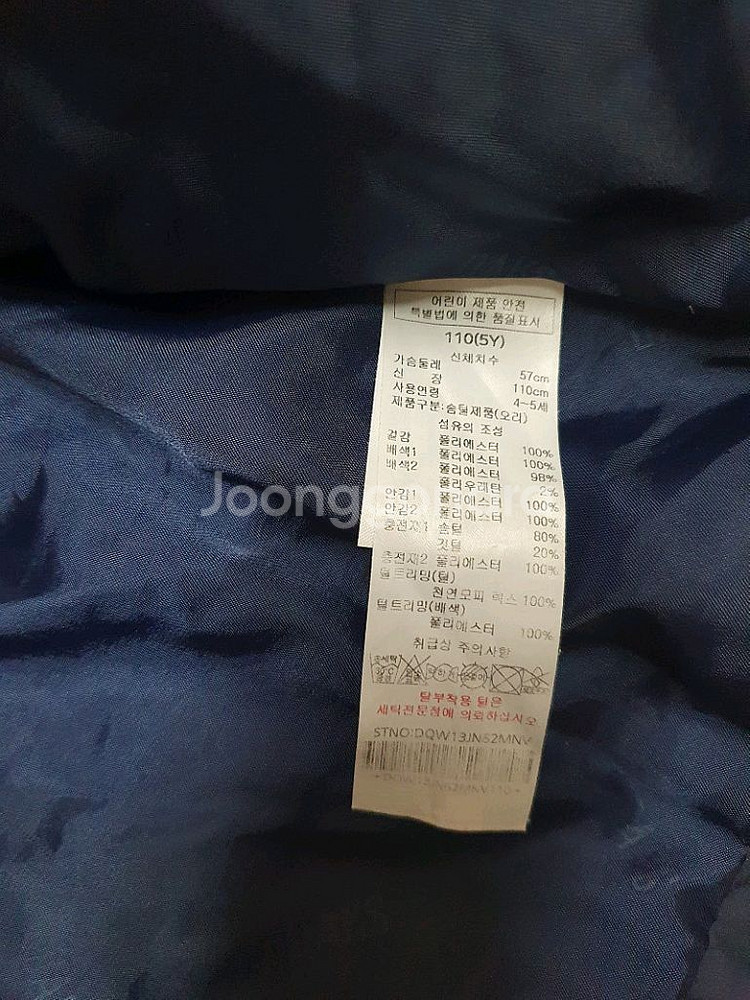 어린이 제품 안전
특별법에 의한 품질표시
110(5Y)
신체치수
가슴둘레 57cm
신 장 110cm
사용연령 4~5세
제품구분:솜털제품(오리)
섬유의 조성
겉감 폴리에스터 100%
배색1 폴리에스터 100%
배색2 폴리에스터 98%
폴리우레탄 2%
안감1 폴리에스터 100%
안감2 폴리에스터 100%
충전재1 솜털 80%
깃털 20%
충전재2 폴리에스터 100%
털트리밍(털)
천연모피 렉스 100%
털트리밍(배색)
폴리에스터 100%
취급상 주의사항
탈부착용 털은
세탁전문점에 의뢰하십시오
STNO:DQW13JN62MNV
Joongg